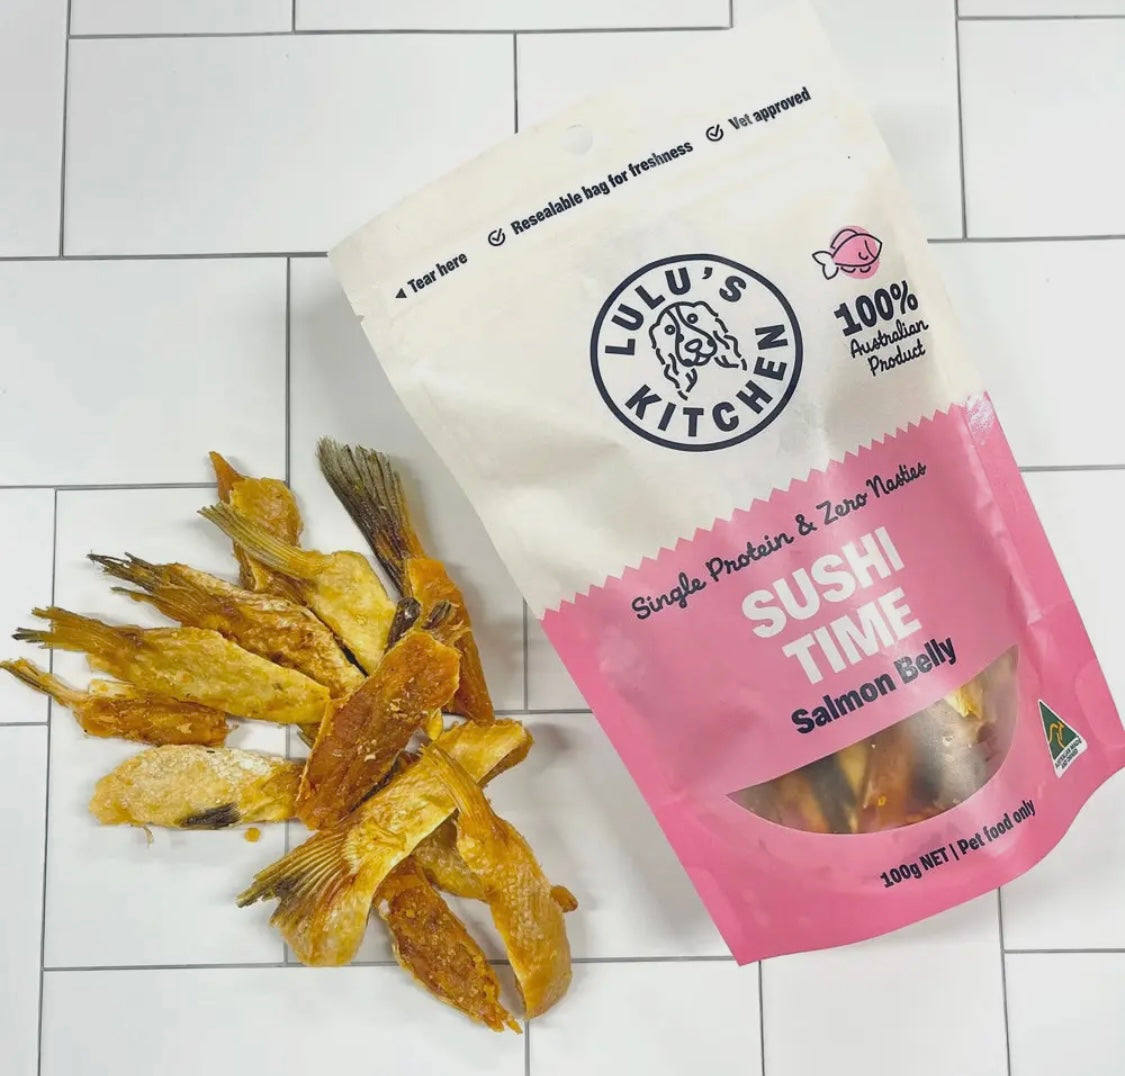 ◀ Tear here Resealable bag for freshness Vet approved
LULU'S
KITCHEN
100%
Australian
Product
Single Protein & Zero Nasties
SUSHI
TIME
Salmon Belly
100g NET | Pet food only